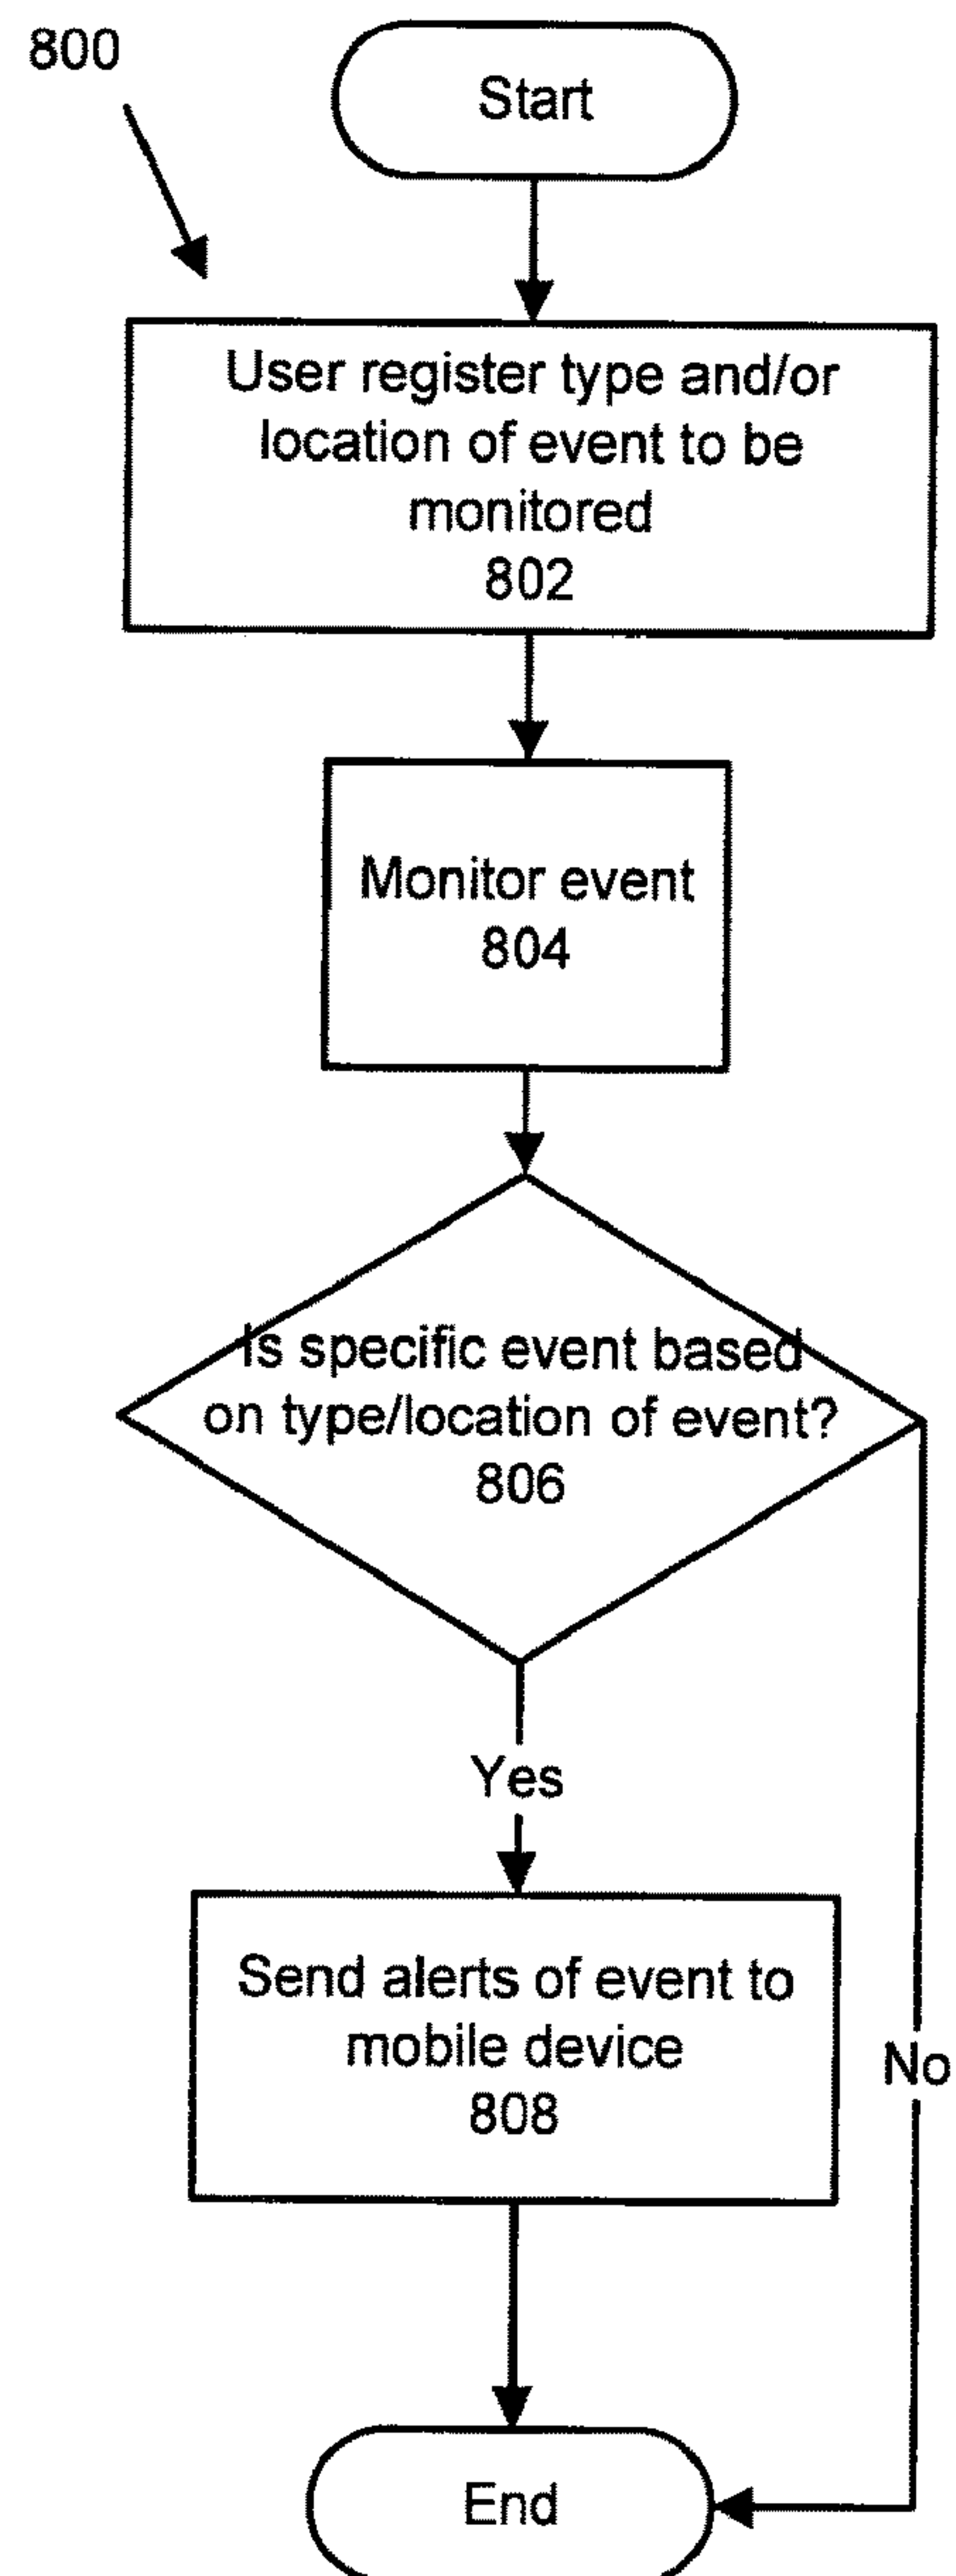 800
Start
User register type and/or
location of event to be
monitored
802
Monitor event
804
Is specific event based
on type/location of event?
806
Yes
Send alerts of event to
mobile device
808
No
End